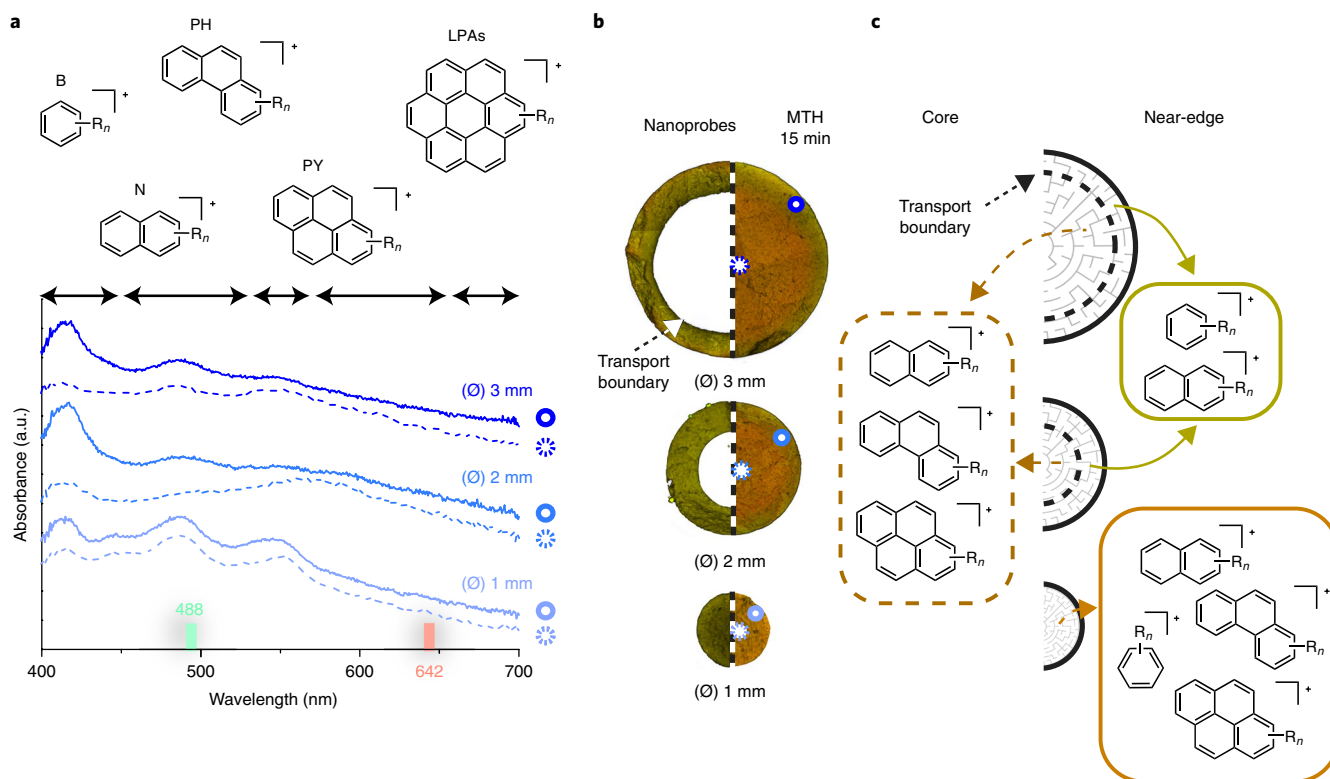 a
B
R n
+
PH
R n
+
LPAs
R n
+
N
R n
+
PY
R n
+
Absorbance (a.u.)
(Ø) 3 mm
(Ø) 2 mm
(Ø) 1 mm
488
642
400
500
600
700
Wavelength (nm)
b
Nanoprobes
MTH
15 min
Transport
boundary
(Ø) 3 mm
(Ø) 2 mm
(Ø) 1 mm
c
Core
Near-edge
Transport
boundary
R n
+
R n
+
R n
+
R n
+
R n
+
R n
+
R n
+
R n
+
R n
+